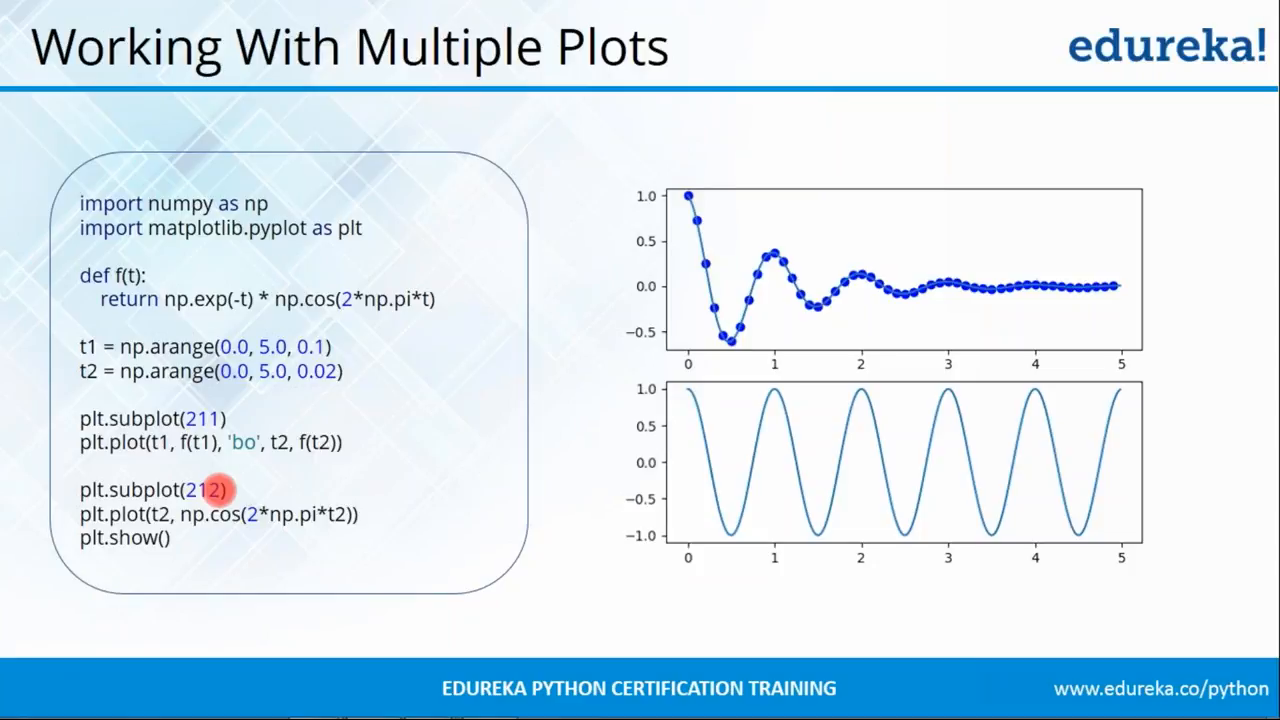 Working With Multiple Plots
edureka!
import numpy as np
import matplotlib.pyplot as plt
def f(t):
return np.exp(-t) * np.cos(2*np.pi*t)
t1 = np.arange(0.0, 5.0, 0.1)
t2 = np.arange(0.0, 5.0, 0.02)
plt.subplot(211)
plt.plot(t1, f(t1), 'bo', t2, f(t2))
plt.subplot(212)
plt.plot(t2, np.cos(2*np.pi*t2))
plt.show()
1.0
0.5
0.0
−0.5
0 1 2 3 4 5
1.0
0.5
0.0
−0.5
−1.0
0 1 2 3 4 5
EDUREKA PYTHON CERTIFICATION TRAINING
www.edureka.co/python